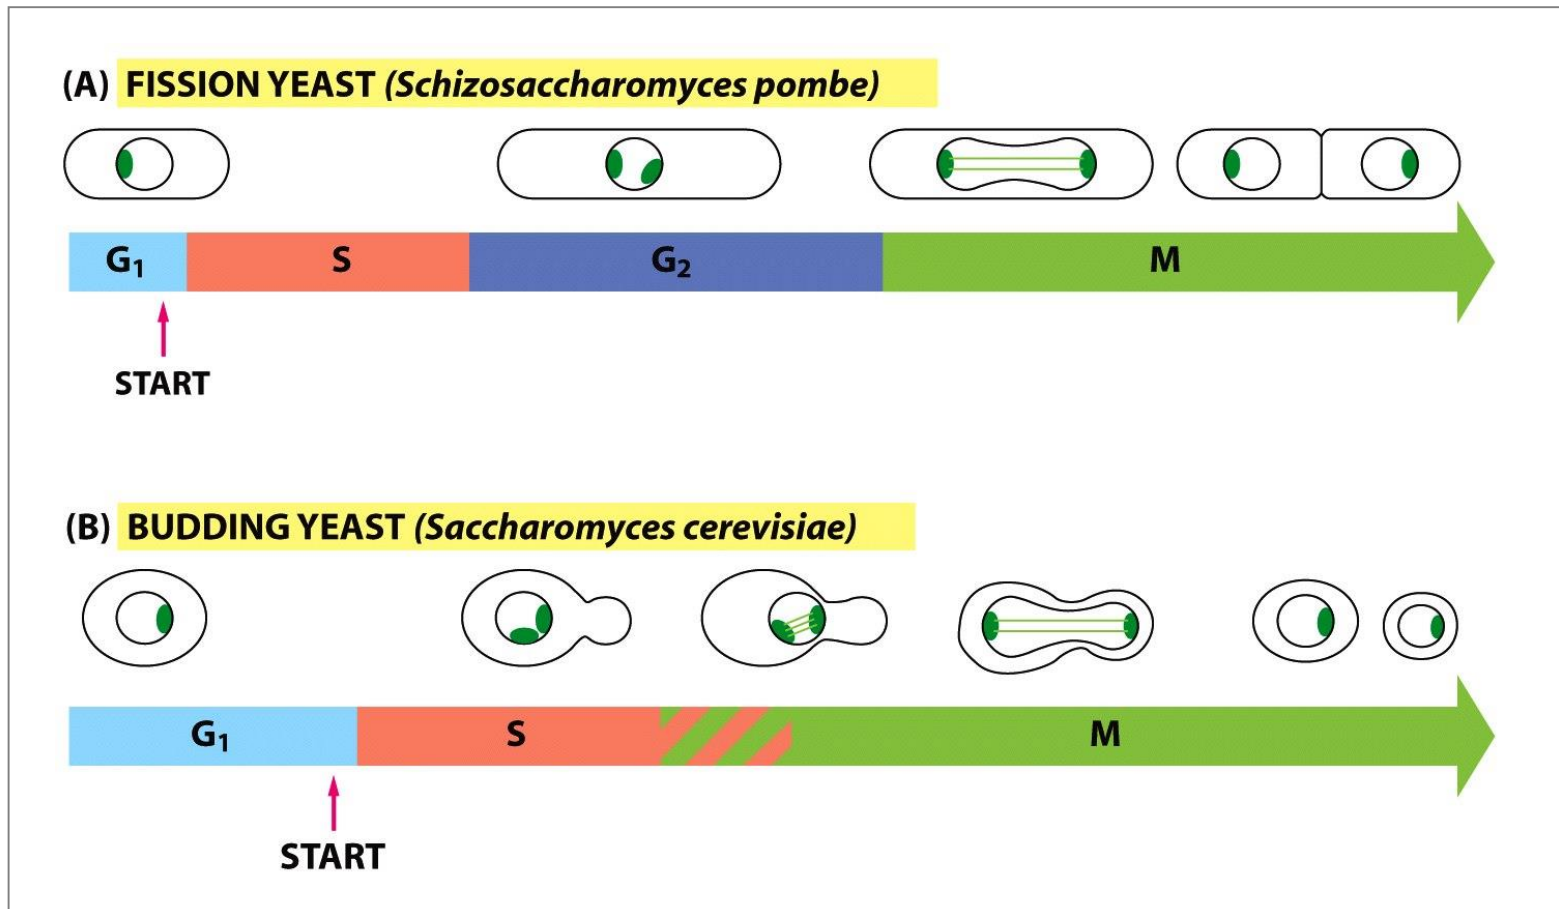 (A) FISSION YEAST (Schizosaccharomyces pombe)
G₁ S G₂ M
START
(B) BUDDING YEAST (Saccharomyces cerevisiae)
G₁ S M
START